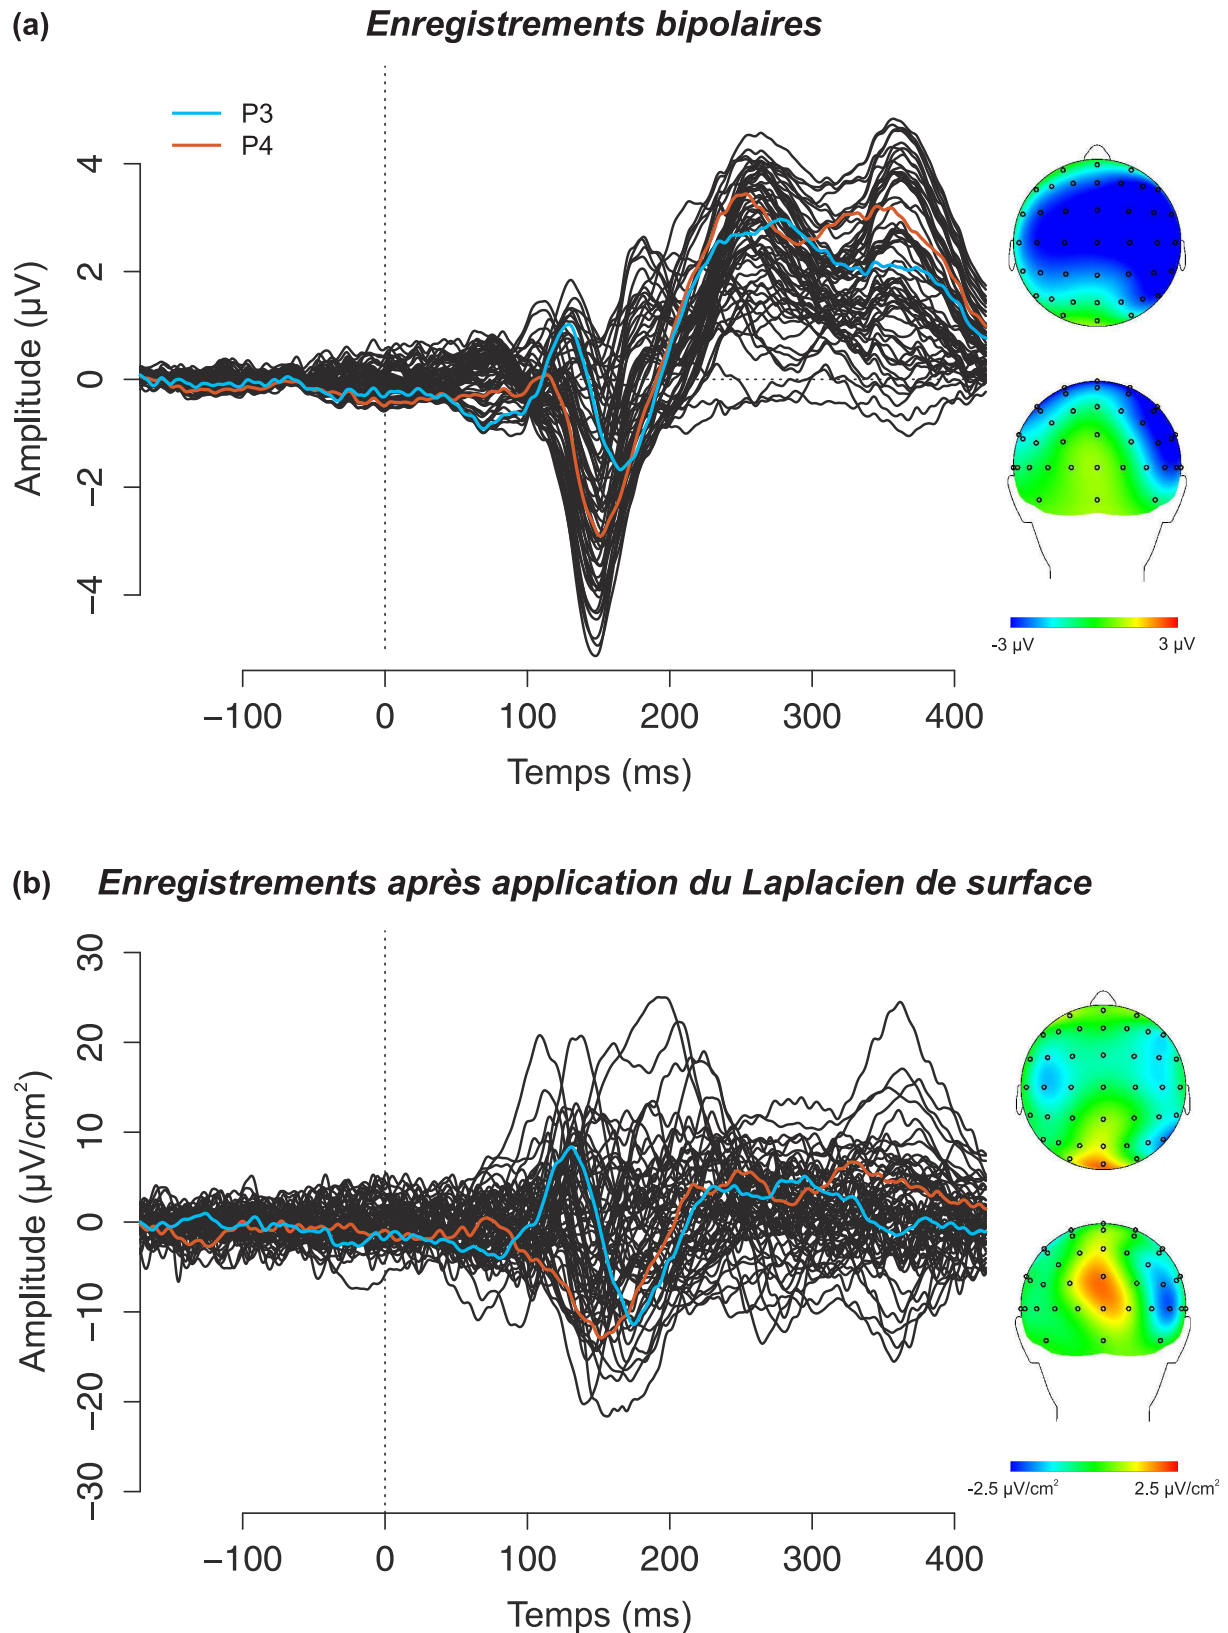 (a)
Enregistrements bipolaires
P3
P4
4
2
0
−2
−4
Amplitude (µV)
-3 µV
3 µV
−100
0
100
200
300
400
Temps (ms)
(b)
Enregistrements après application du Laplacien de surface
30
20
10
0
−10
−20
−30
Amplitude (µV/cm²)
-2.5 µV/cm²
2.5 µV/cm²
−100
0
100
200
300
400
Temps (ms)